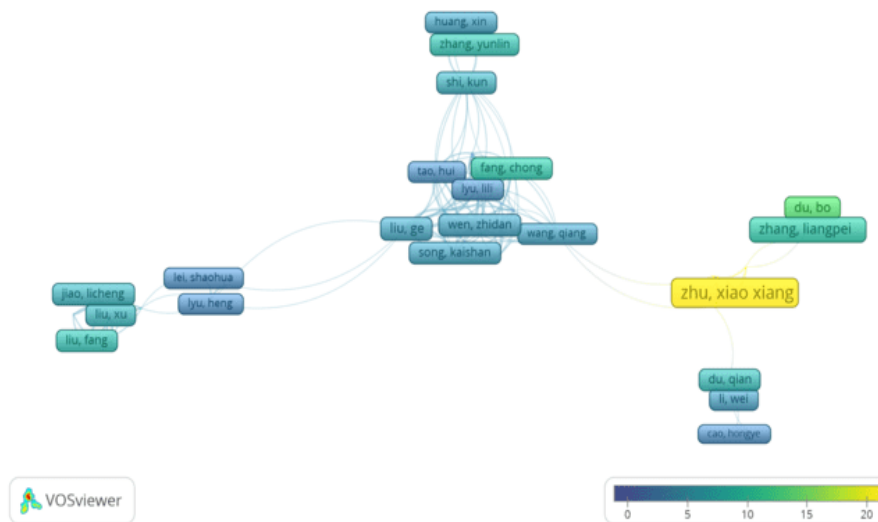 huang, xin
zhang, yunlin
shi, kun
tao, hui
fang, chong
lyu, lili
liu, ge
wen, zhidan
wang, qiang
song, kaishan
du, bo
zhang, liangpei
lei, shaohua
lyu, heng
jiao, licheng
liu, xu
liu, fang
zhu, xiao xiang
du, qian
li, wei
cao, hongye
VOSviewer
0 5 10 15 20